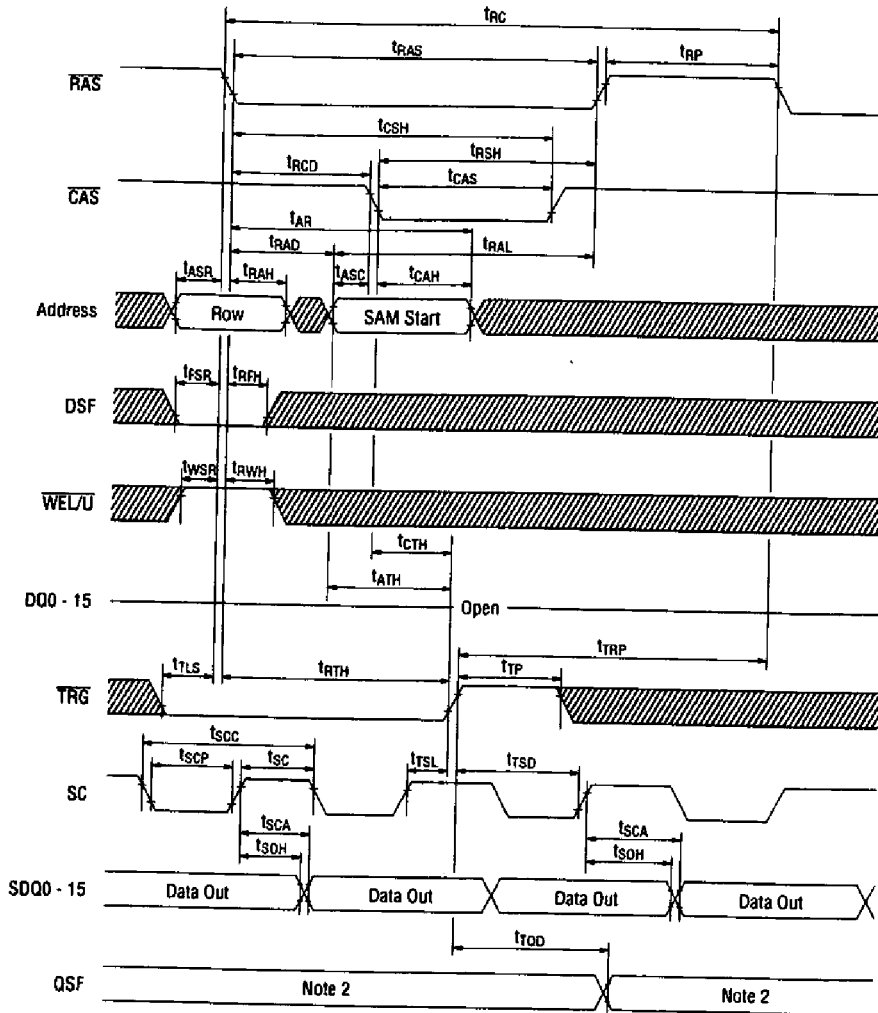 tRC
tRAS
tRP
RAS
tCSH
tRCD
tRSH
CAS
tCAS
tAR
tRAD
tRAL
tASR
tRAH
tASC
tCAH
Address
Row
SAM Start
tFSR
tRFH
DSF
tWSR
tRWH
WEL/U
tCTH
tATH
DQ0 - 15
Open
tTRP
tTLS
tRTH
tTP
TRG
tSCC
tSCP
tSC
tTSL
tTSD
SC
tSCA
tSCA
tSOH
tSOH
SDQ0 - 15
Data Out
Data Out
Data Out
Data Out
tTQD
QSF
Note 2
Note 2